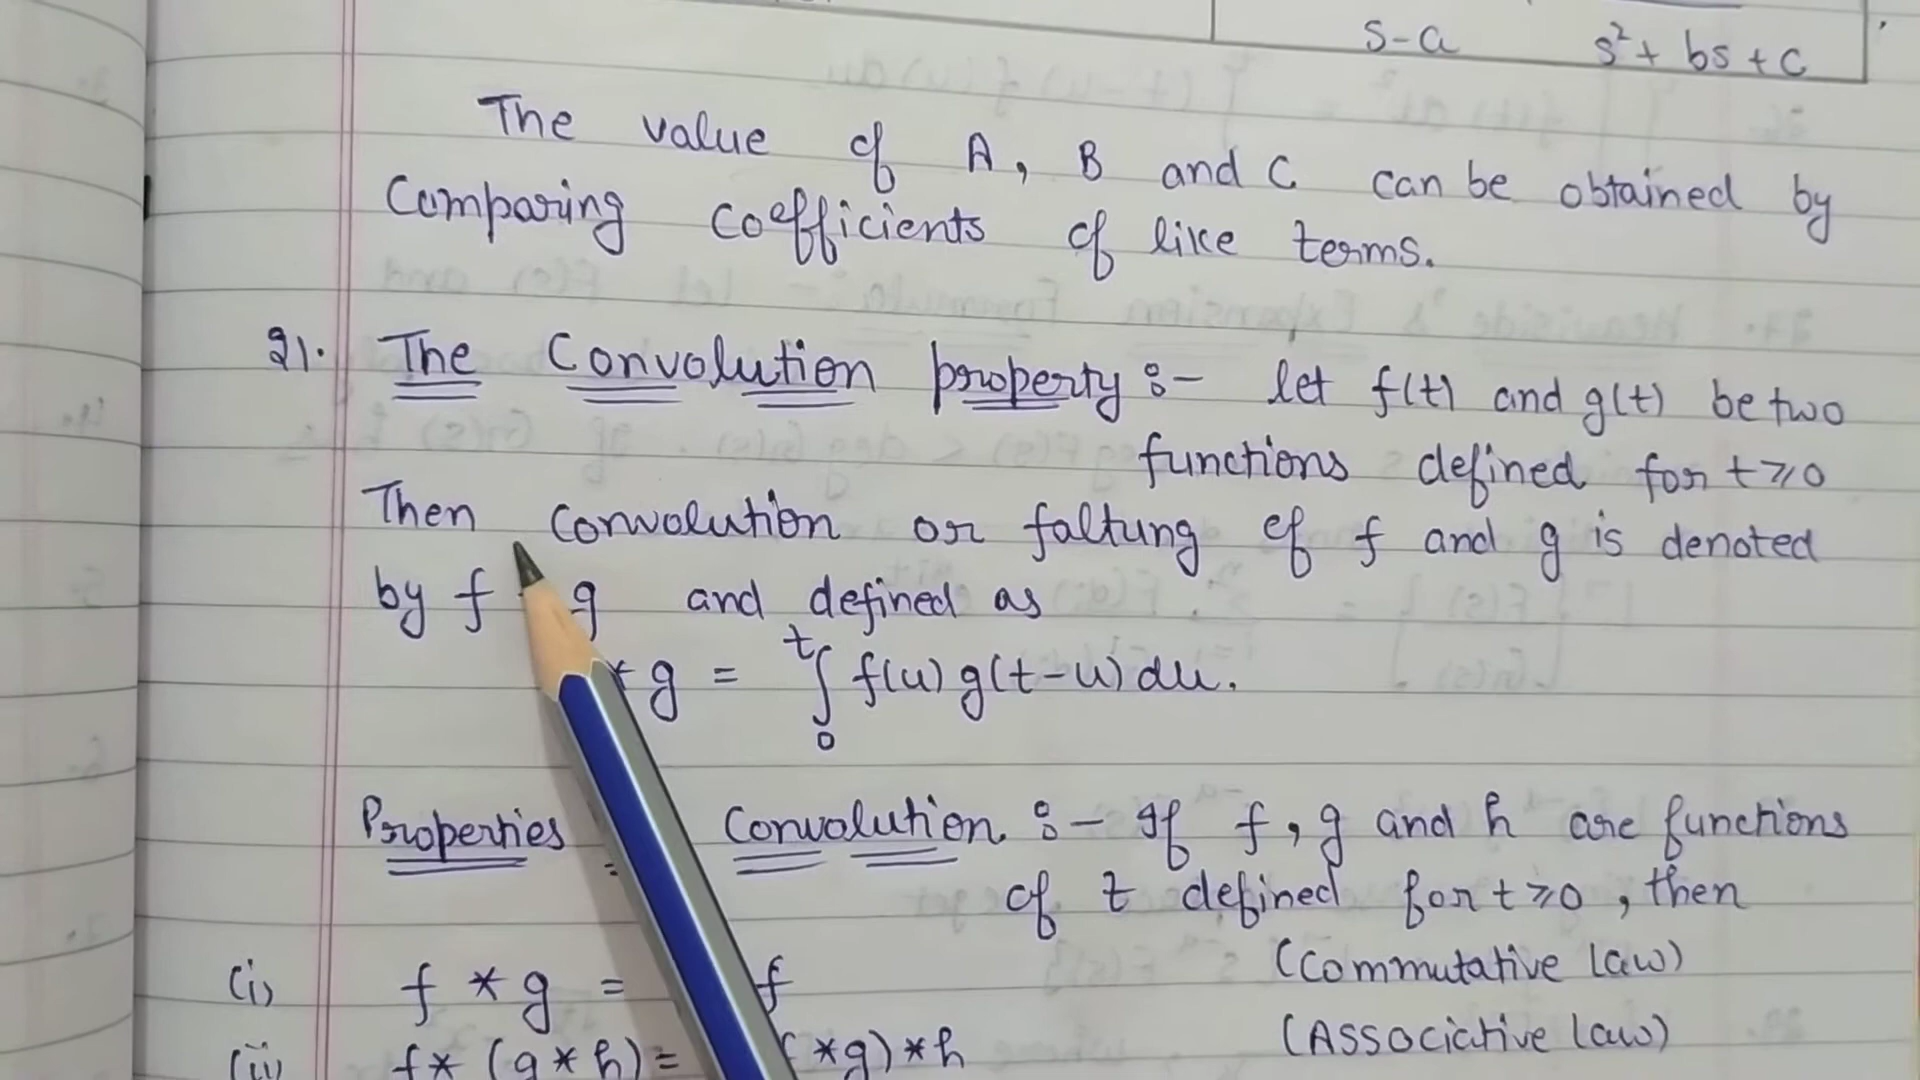 s-a s²+ bs + c
The value of A, B and C can be obtained by
Comparing coefficients of like terms.
21. The Convolution property :- let f(t) and g(t) be two
functions defined for t ≥ 0
Then convolution or faltung of f and g is denoted
by f g and defined as
* g = ∫₀ᵗ f(u) g(t-u) du.
Properties Convolution :- If f, g and h are functions
of t defined for t ≥ 0, then
(i) f * g = f (Commutative law)
(ii) f * (g * h) = * g) * h (Associative law)